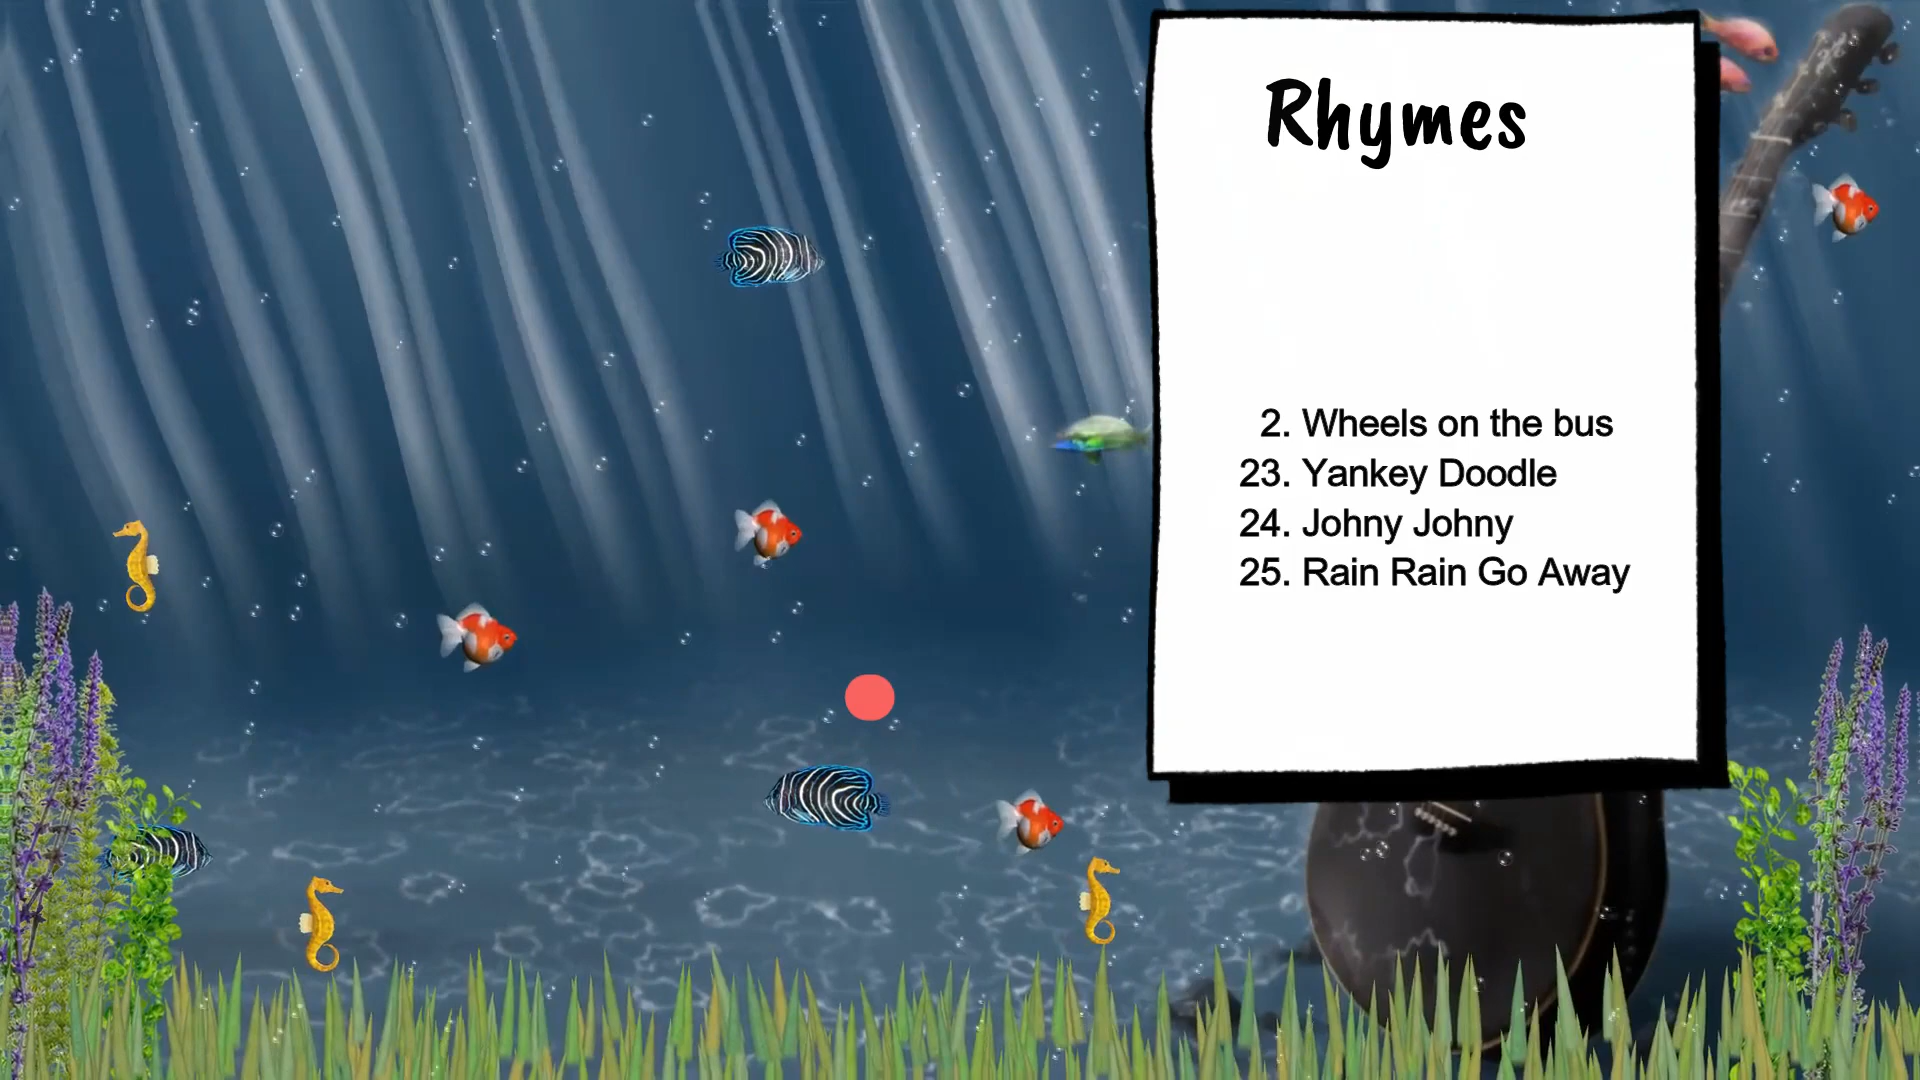 Rhymes
2. Wheels on the bus
23. Yankey Doodle
24. Johny Johny
25. Rain Rain Go Away